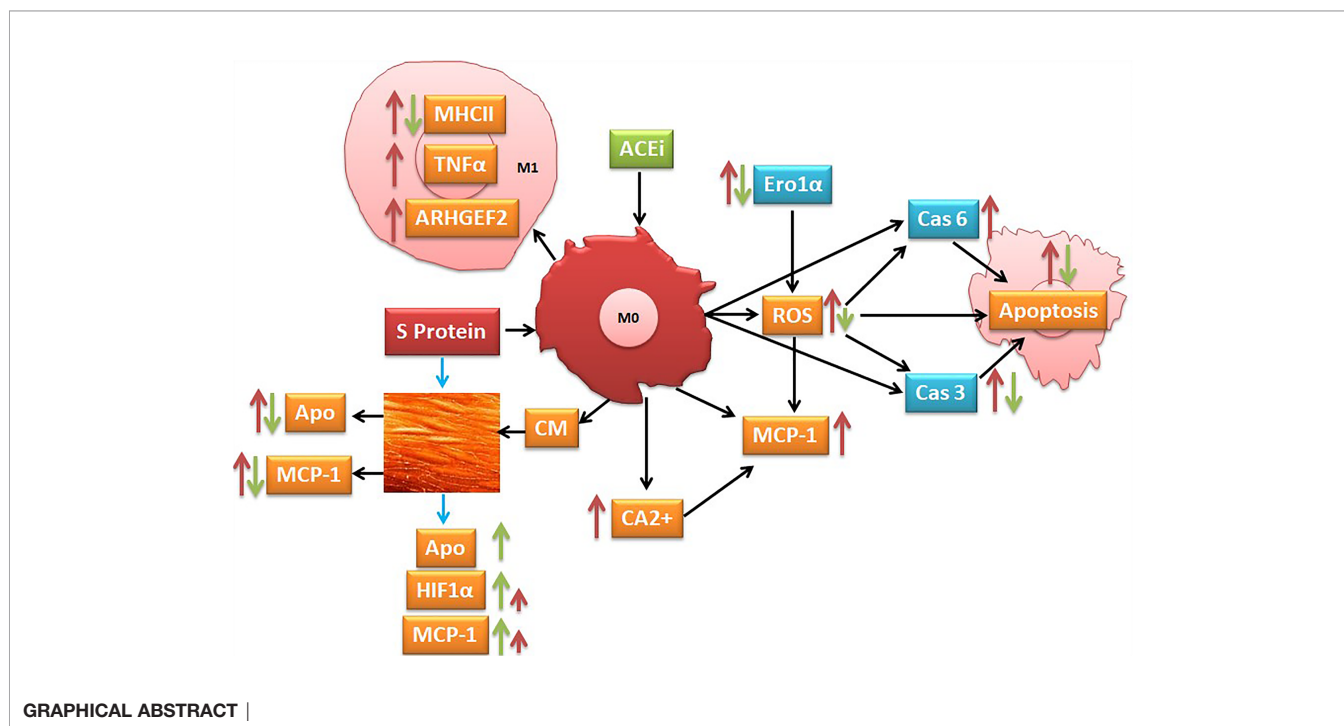 MHCII
TNFα
M1
ARHGEF2
ACEi
Ero1α
Cas 6
M0
ROS
Apoptosis
S Protein
Cas 3
Apo
CM
MCP-1
MCP-1
CA2+
Apo
HIF1α
MCP-1
GRAPHICAL ABSTRACT |